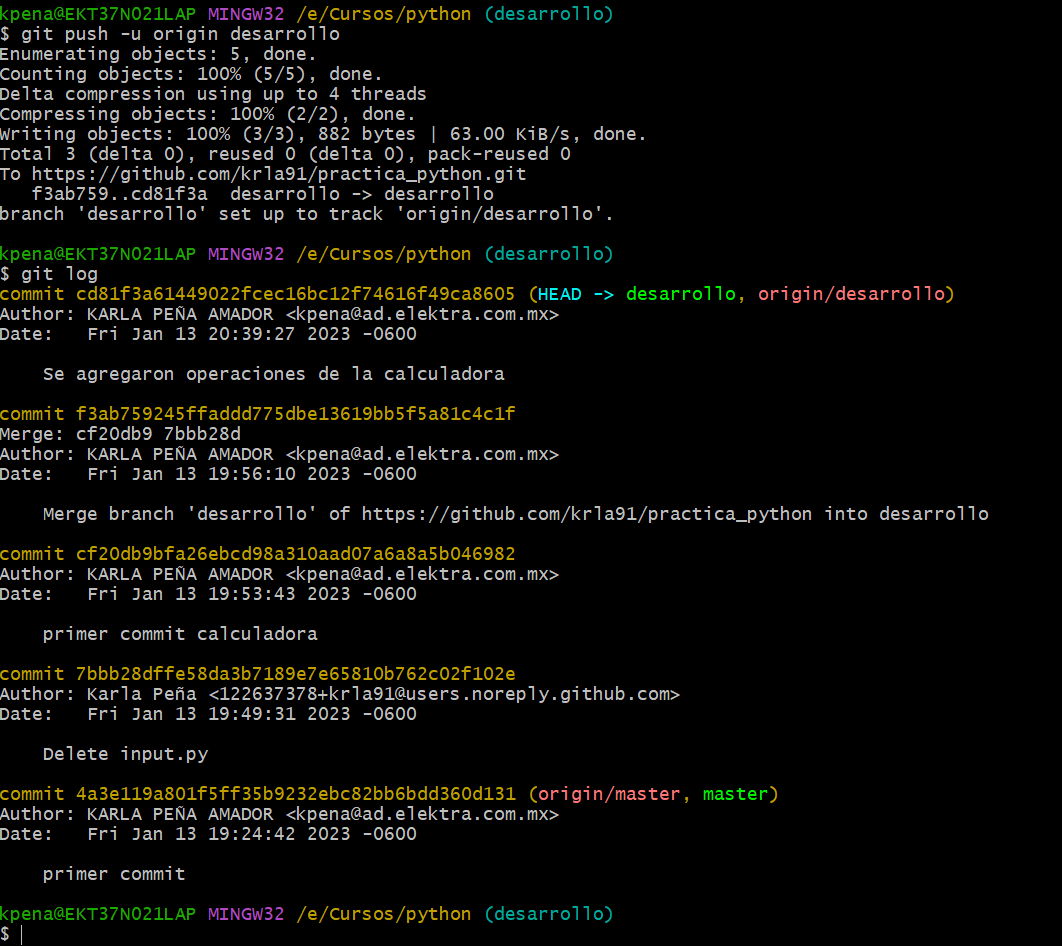 kpena@EKT37N021LAP MINGW32 /e/Cursos/python (desarrollo)
$ git push -u origin desarrollo
Enumerating objects: 5, done.
Counting objects: 100% (5/5), done.
Delta compression using up to 4 threads
Compressing objects: 100% (2/2), done.
Writing objects: 100% (3/3), 882 bytes | 63.00 KiB/s, done.
Total 3 (delta 0), reused 0 (delta 0), pack-reused 0
To https://github.com/krla91/practica_python.git
   f3ab759..cd81f3a  desarrollo -> desarrollo
branch 'desarrollo' set up to track 'origin/desarrollo'.

kpena@EKT37N021LAP MINGW32 /e/Cursos/python (desarrollo)
$ git log
commit cd81f3a61449022fcec16bc12f74616f49ca8605 (HEAD -> desarrollo, origin/desarrollo)
Author: KARLA PEÑA AMADOR <kpena@ad.elektra.com.mx>
Date:   Fri Jan 13 20:39:27 2023 -0600

    Se agregaron operaciones de la calculadora

commit f3ab759245ffaddd775dbe13619bb5f5a81c4c1f
Merge: cf20db9 7bbb28d
Author: KARLA PEÑA AMADOR <kpena@ad.elektra.com.mx>
Date:   Fri Jan 13 19:56:10 2023 -0600

    Merge branch 'desarrollo' of https://github.com/krla91/practica_python into desarrollo

commit cf20db9bfa26ebcd98a310aad07a6a8a5b046982
Author: KARLA PEÑA AMADOR <kpena@ad.elektra.com.mx>
Date:   Fri Jan 13 19:53:43 2023 -0600

    primer commit calculadora

commit 7bbb28dffe58da3b7189e7e65810b762c02f102e
Author: Karla Peña <122637378+krla91@users.noreply.github.com>
Date:   Fri Jan 13 19:49:31 2023 -0600

    Delete input.py

commit 4a3e119a801f5ff35b9232ebc82bb6bdd360d131 (origin/master, master)
Author: KARLA PEÑA AMADOR <kpena@ad.elektra.com.mx>
Date:   Fri Jan 13 19:24:42 2023 -0600

    primer commit

kpena@EKT37N021LAP MINGW32 /e/Cursos/python (desarrollo)
$